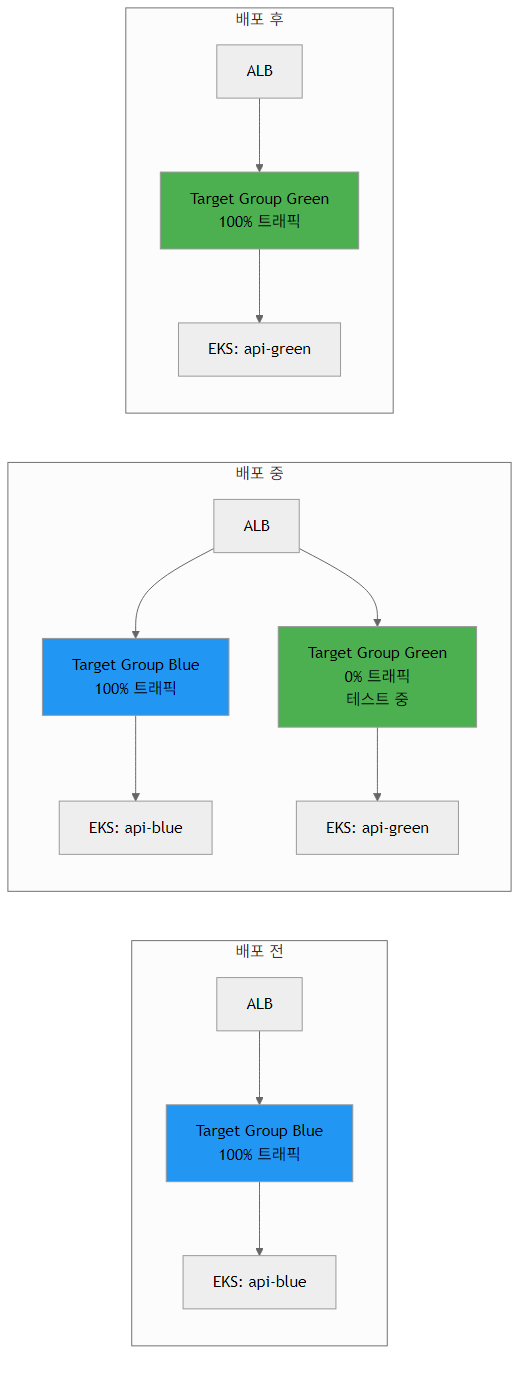 배포 후
ALB
Target Group Green
100% 트래픽
EKS: api-green
배포 중
ALB
Target Group Blue
100% 트래픽
Target Group Green
0% 트래픽
테스트 중
EKS: api-blue
EKS: api-green
배포 전
ALB
Target Group Blue
100% 트래픽
EKS: api-blue